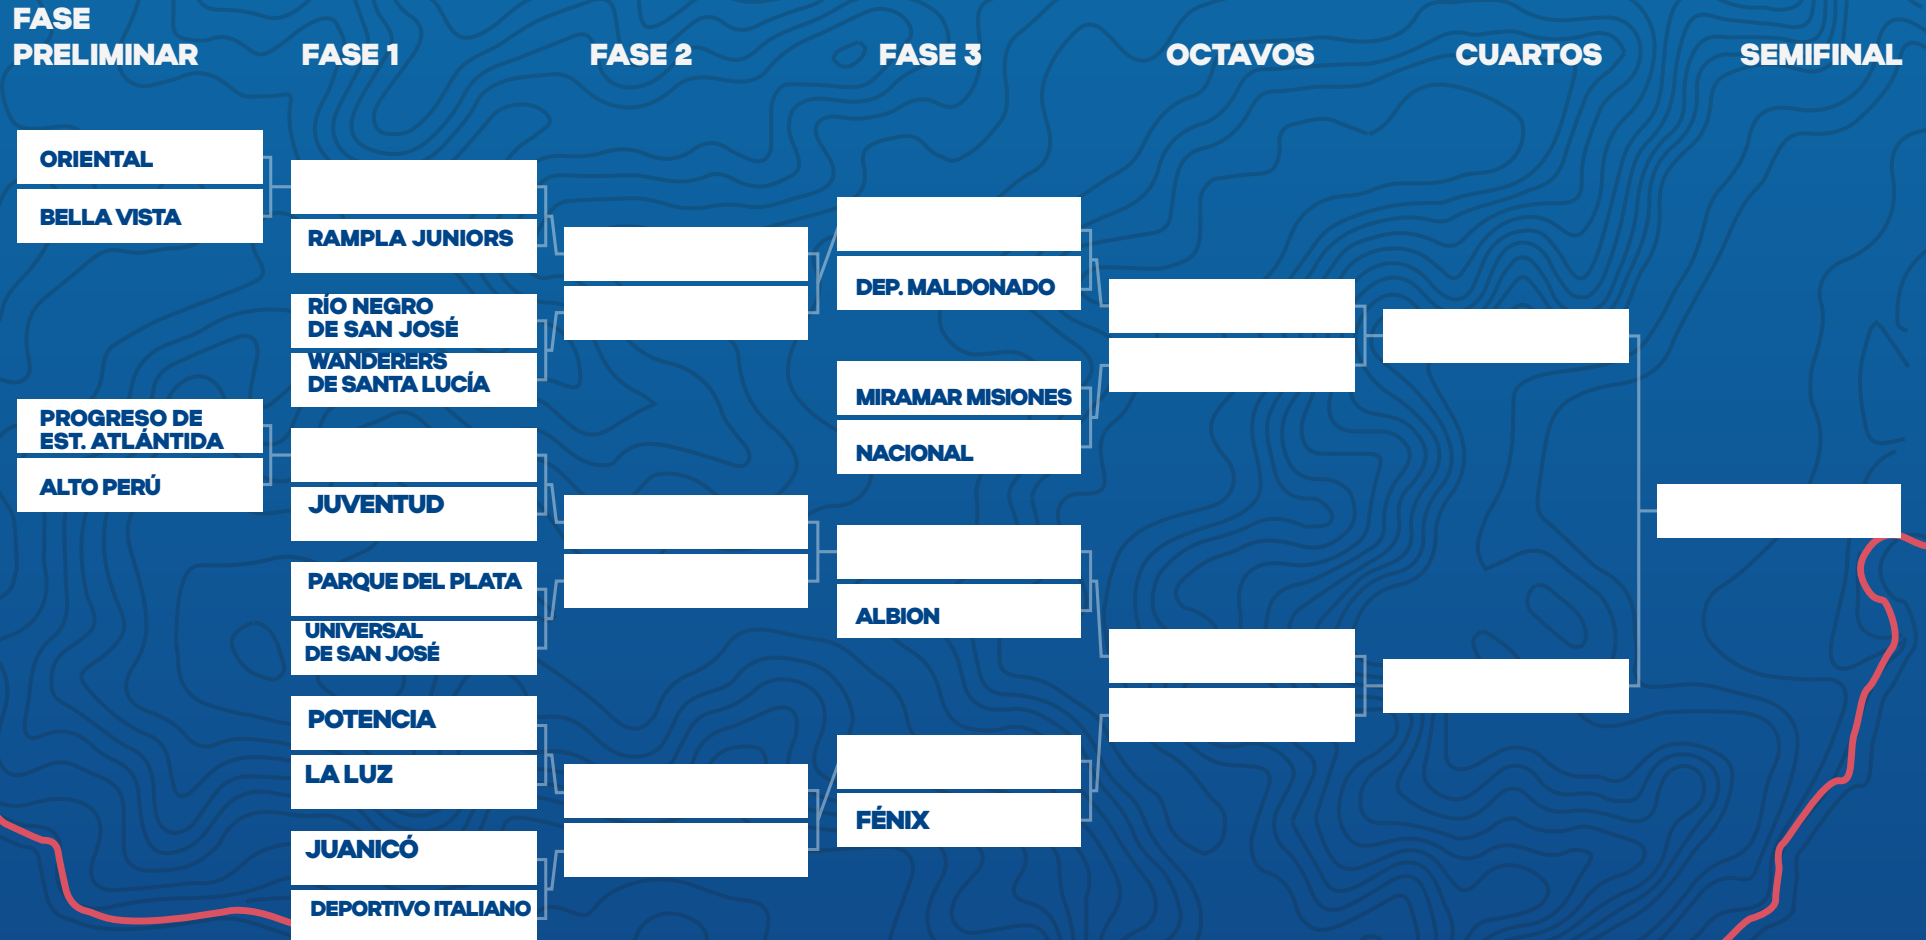 FASE
PRELIMINAR
FASE 1
FASE 2
FASE 3
OCTAVOS
CUARTOS
SEMIFINAL
ORIENTAL
BELLA VISTA
PROGRESO DE
EST. ATLÁNTIDA
ALTO PERÚ
RAMPLA JUNIORS
RÍO NEGRO
DE SAN JOSÉ
WANDERERS
DE SANTA LUCÍA
JUVENTUD
PARQUE DEL PLATA
UNIVERSAL
DE SAN JOSÉ
POTENCIA
LA LUZ
JUANICÓ
DEPORTIVO ITALIANO
DEP. MALDONADO
MIRAMAR MISIONES
NACIONAL
ALBION
FÉNIX